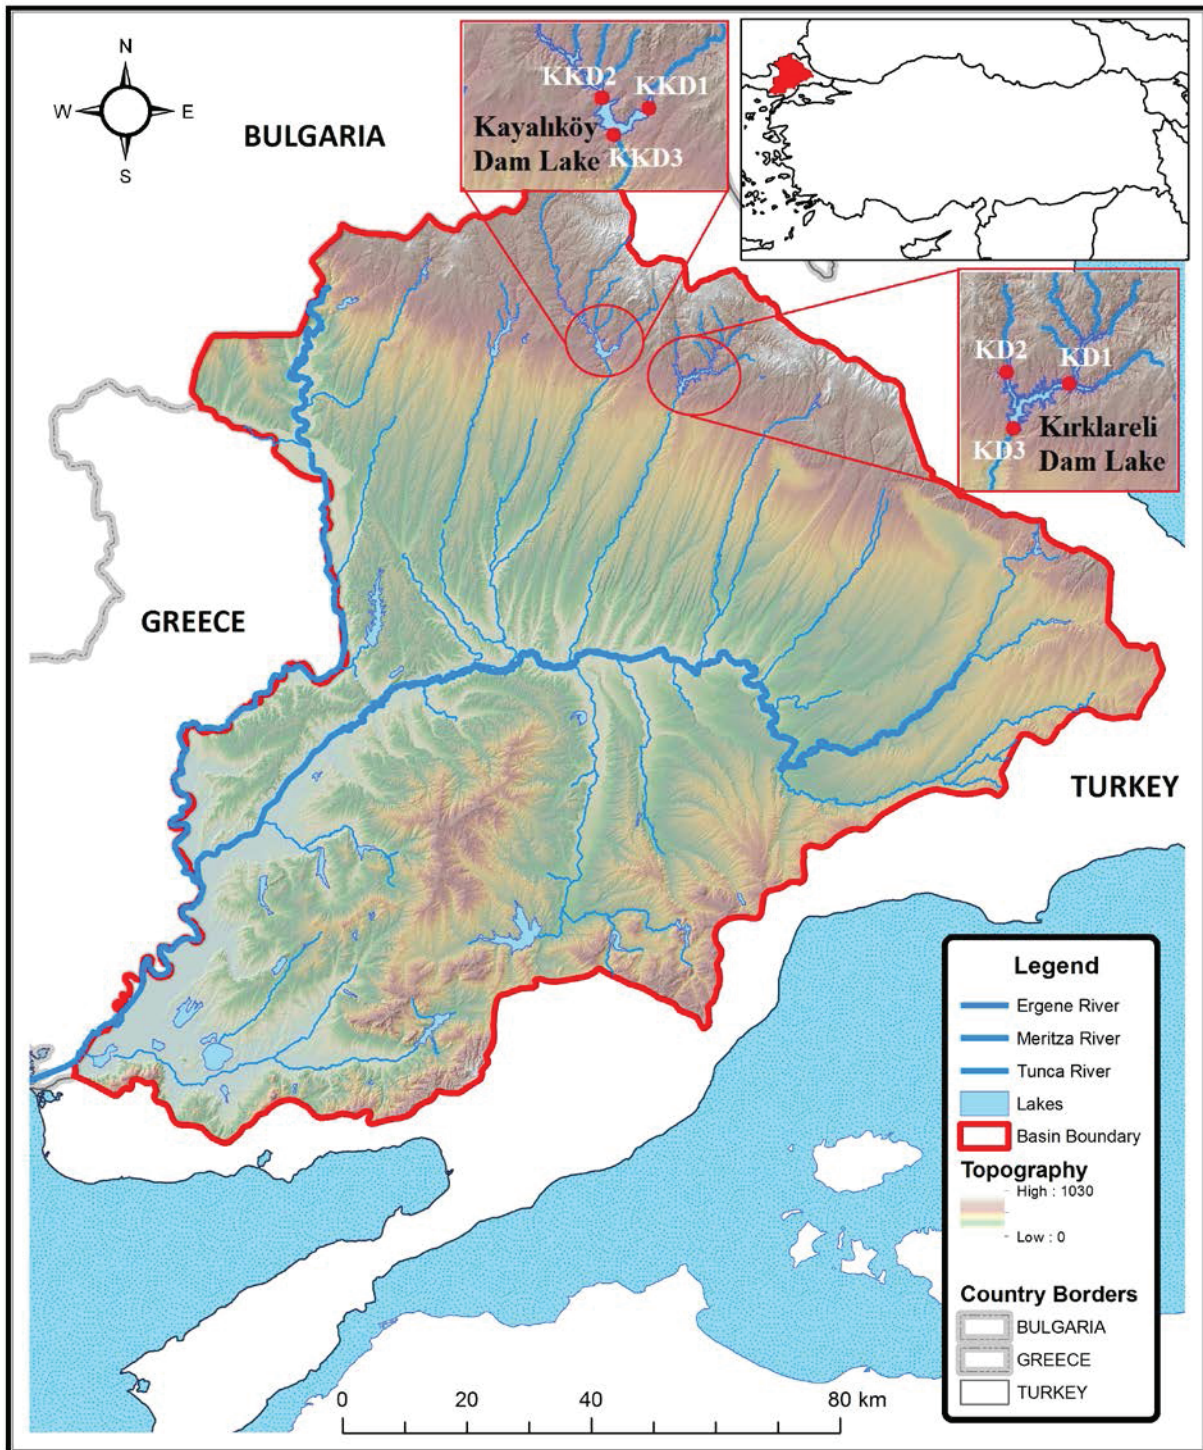 N
W
E
S
BULGARIA
KKD2
KKD1
Kayalıköy
Dam Lake
KKD3
KD2
KD1
KD3
Kırklareli
Dam Lake
GREECE
TURKEY
Legend
Ergene River
Meritza River
Tunca River
Lakes
Basin Boundary
Topography
High : 1030
Low : 0
Country Borders
BULGARIA
GREECE
TURKEY
0 20 40 80 km